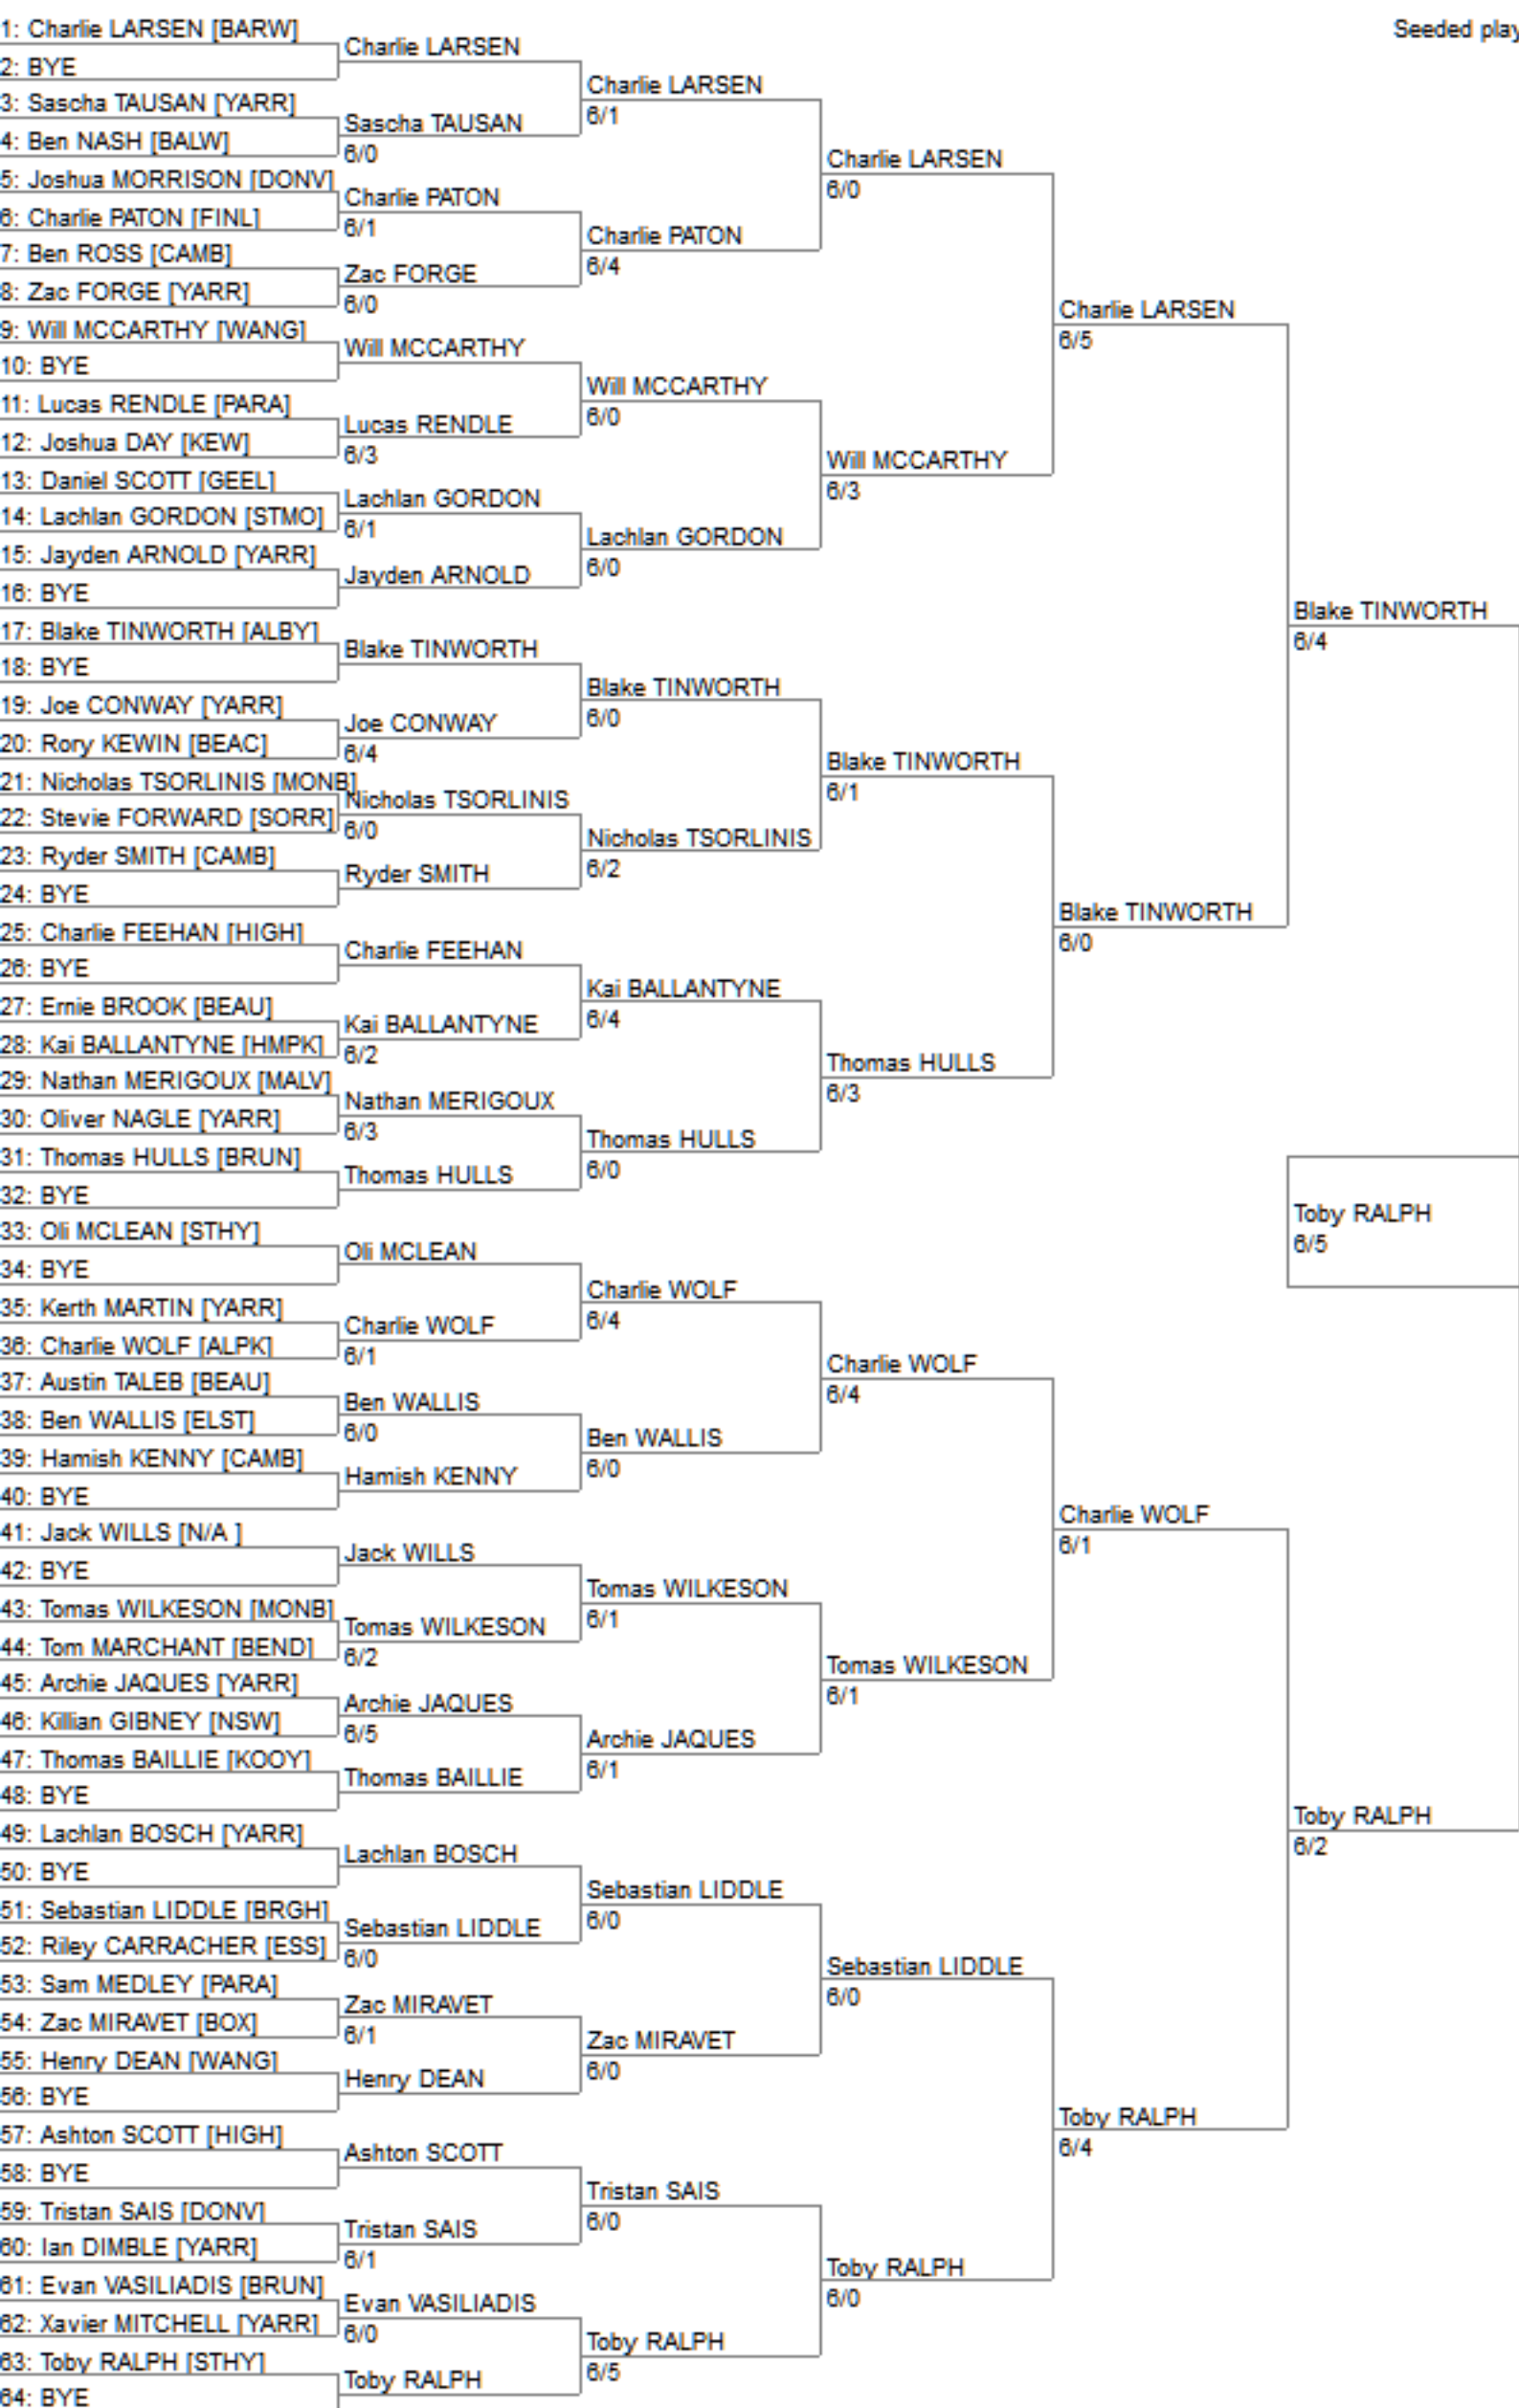 1: Charlie LARSEN [BARW]
2: BYE
3: Sascha TAUSAN [YARR]
4: Ben NASH [BALW]
5: Joshua MORRISON [DONV]
6: Charlie PATON [FINL]
7: Ben ROSS [CAMB]
8: Zac FORGE [YARR]
9: Will MCCARTHY [WANG]
10: BYE
11: Lucas RENDLE [PARA]
12: Joshua DAY [KEW]
13: Daniel SCOTT [GEEL]
14: Lachlan GORDON [STMO]
15: Jayden ARNOLD [YARR]
16: BYE
17: Blake TINWORTH [ALBY]
18: BYE
19: Joe CONWAY [YARR]
20: Rory KEWIN [BEAC]
21: Nicholas TSORLINIS [MONB]
22: Stevie FORWARD [SORR]
23: Ryder SMITH [CAMB]
24: BYE
25: Charlie FEEHAN [HIGH]
26: BYE
27: Ernie BROOK [BEAU]
28: Kai BALLANTYNE [HMPK]
29: Nathan MERIGOUX [MALV]
30: Oliver NAGLE [YARR]
31: Thomas HULLS [BRUN]
32: BYE
33: Oli MCLEAN [STHY]
34: BYE
35: Kerth MARTIN [YARR]
36: Charlie WOLF [ALPK]
37: Austin TALEB [BEAU]
38: Ben WALLIS [ELST]
39: Hamish KENNY [CAMB]
40: BYE
41: Jack WILLS [N/A ]
42: BYE
43: Tomas WILKESON [MONB]
44: Tom MARCHANT [BEND]
45: Archie JAQUES [YARR]
46: Killian GIBNEY [NSW]
47: Thomas BAILLIE [KOOY]
48: BYE
49: Lachlan BOSCH [YARR]
50: BYE
51: Sebastian LIDDLE [BRGH]
52: Riley CARRACHER [ESS]
53: Sam MEDLEY [PARA]
54: Zac MIRAVET [BOX]
55: Henry DEAN [WANG]
56: BYE
57: Ashton SCOTT [HIGH]
58: BYE
59: Tristan SAIS [DONV]
60: Ian DIMBLE [YARR]
61: Evan VASILIADIS [BRUN]
62: Xavier MITCHELL [YARR]
63: Toby RALPH [STHY]
64: BYE
Charlie LARSEN
Sascha TAUSAN
6/0
Charlie PATON
6/1
Zac FORGE
6/0
Will MCCARTHY
Lucas RENDLE
6/3
Lachlan GORDON
6/1
Jayden ARNOLD
Blake TINWORTH
Joe CONWAY
6/4
Nicholas TSORLINIS
6/0
Ryder SMITH
Charlie FEEHAN
Kai BALLANTYNE
6/2
Nathan MERIGOUX
6/3
Thomas HULLS
Oli MCLEAN
Charlie WOLF
6/1
Ben WALLIS
6/0
Hamish KENNY
Jack WILLS
Tomas WILKESON
6/2
Archie JAQUES
6/5
Thomas BAILLIE
Lachlan BOSCH
Sebastian LIDDLE
6/0
Zac MIRAVET
6/1
Henry DEAN
Ashton SCOTT
Tristan SAIS
6/1
Evan VASILIADIS
6/0
Toby RALPH
Charlie LARSEN
6/1
Charlie PATON
6/4
Will MCCARTHY
6/0
Lachlan GORDON
6/0
Blake TINWORTH
6/0
Nicholas TSORLINIS
6/2
Kai BALLANTYNE
6/4
Thomas HULLS
6/0
Charlie WOLF
6/4
Ben WALLIS
6/0
Tomas WILKESON
6/1
Archie JAQUES
6/1
Sebastian LIDDLE
6/0
Zac MIRAVET
6/0
Tristan SAIS
6/0
Toby RALPH
6/5
Charlie LARSEN
6/0
Will MCCARTHY
6/3
Blake TINWORTH
6/1
Thomas HULLS
6/3
Charlie WOLF
6/4
Tomas WILKESON
6/1
Sebastian LIDDLE
6/0
Toby RALPH
6/0
Charlie LARSEN
6/5
Blake TINWORTH
6/0
Charlie WOLF
6/1
Toby RALPH
6/4
Seeded play
Blake TINWORTH
6/4
Toby RALPH
6/5
Toby RALPH
6/2